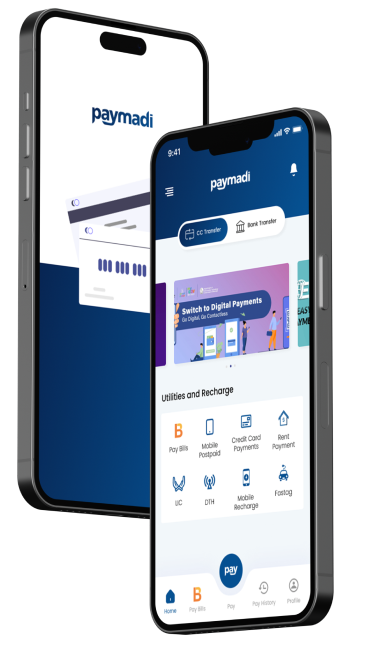 paymadi
9:41
paymadi
CC Transfer
Bank Transfer
Switch to Digital Payments
Go Digital, Go Contactless
EASY
Utilities and Recharge
Pay Bills
Mobile
Postpaid
Credit Card
Payments
Rent
Payment
LIC
DTH
Mobile
Recharge
Fastag
pay
Home
Pay Bills
Pay
Pay History
Profile